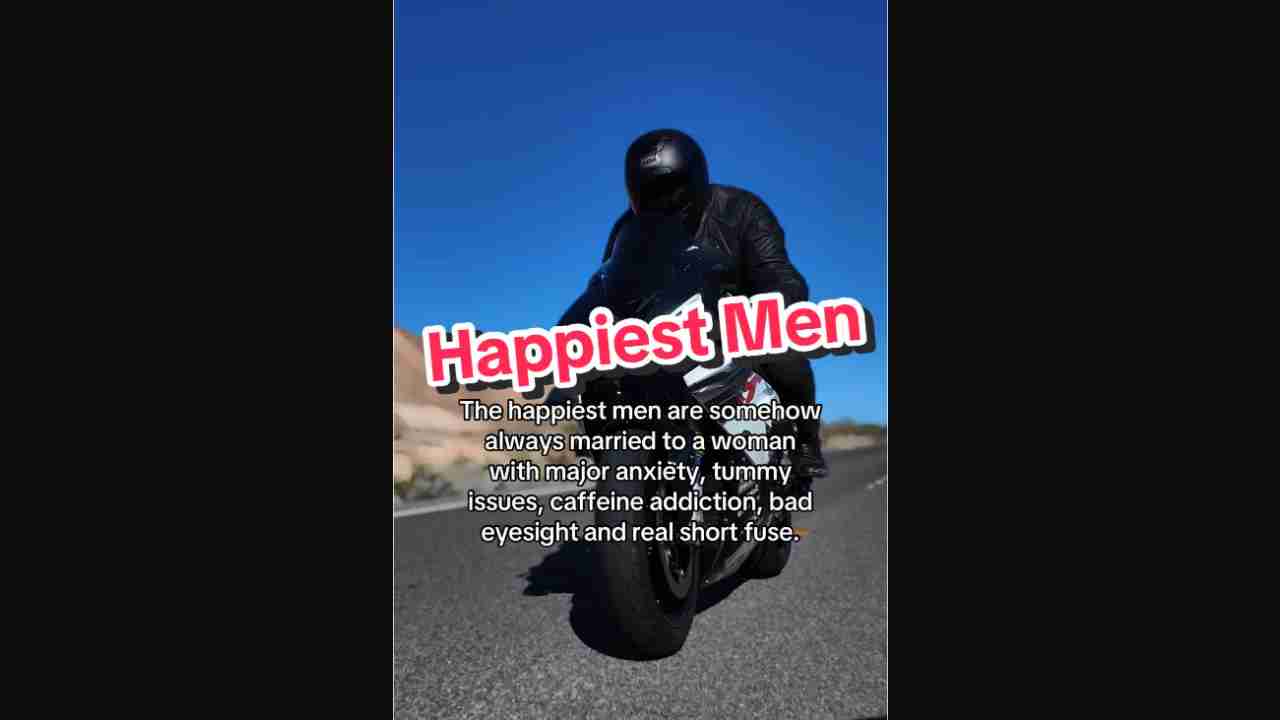 Happiest Men
The happiest men are somehow
always married to a woman
with major anxiety, tummy
issues, caffeine addiction, bad
eyesight and real short fuse.